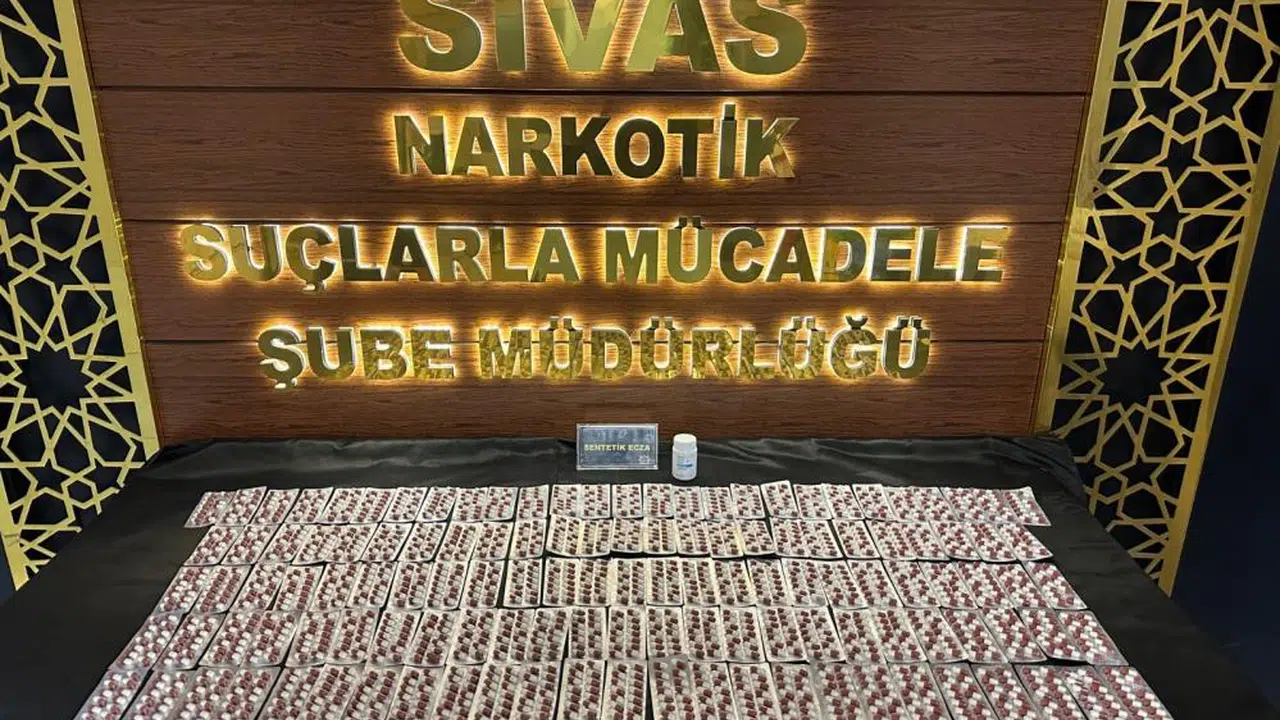 SİVAS
NARKOTİK
SUÇLARLA MÜCADELE
ŞUBE MÜDÜRLÜĞÜ
SENTETİK ECZA